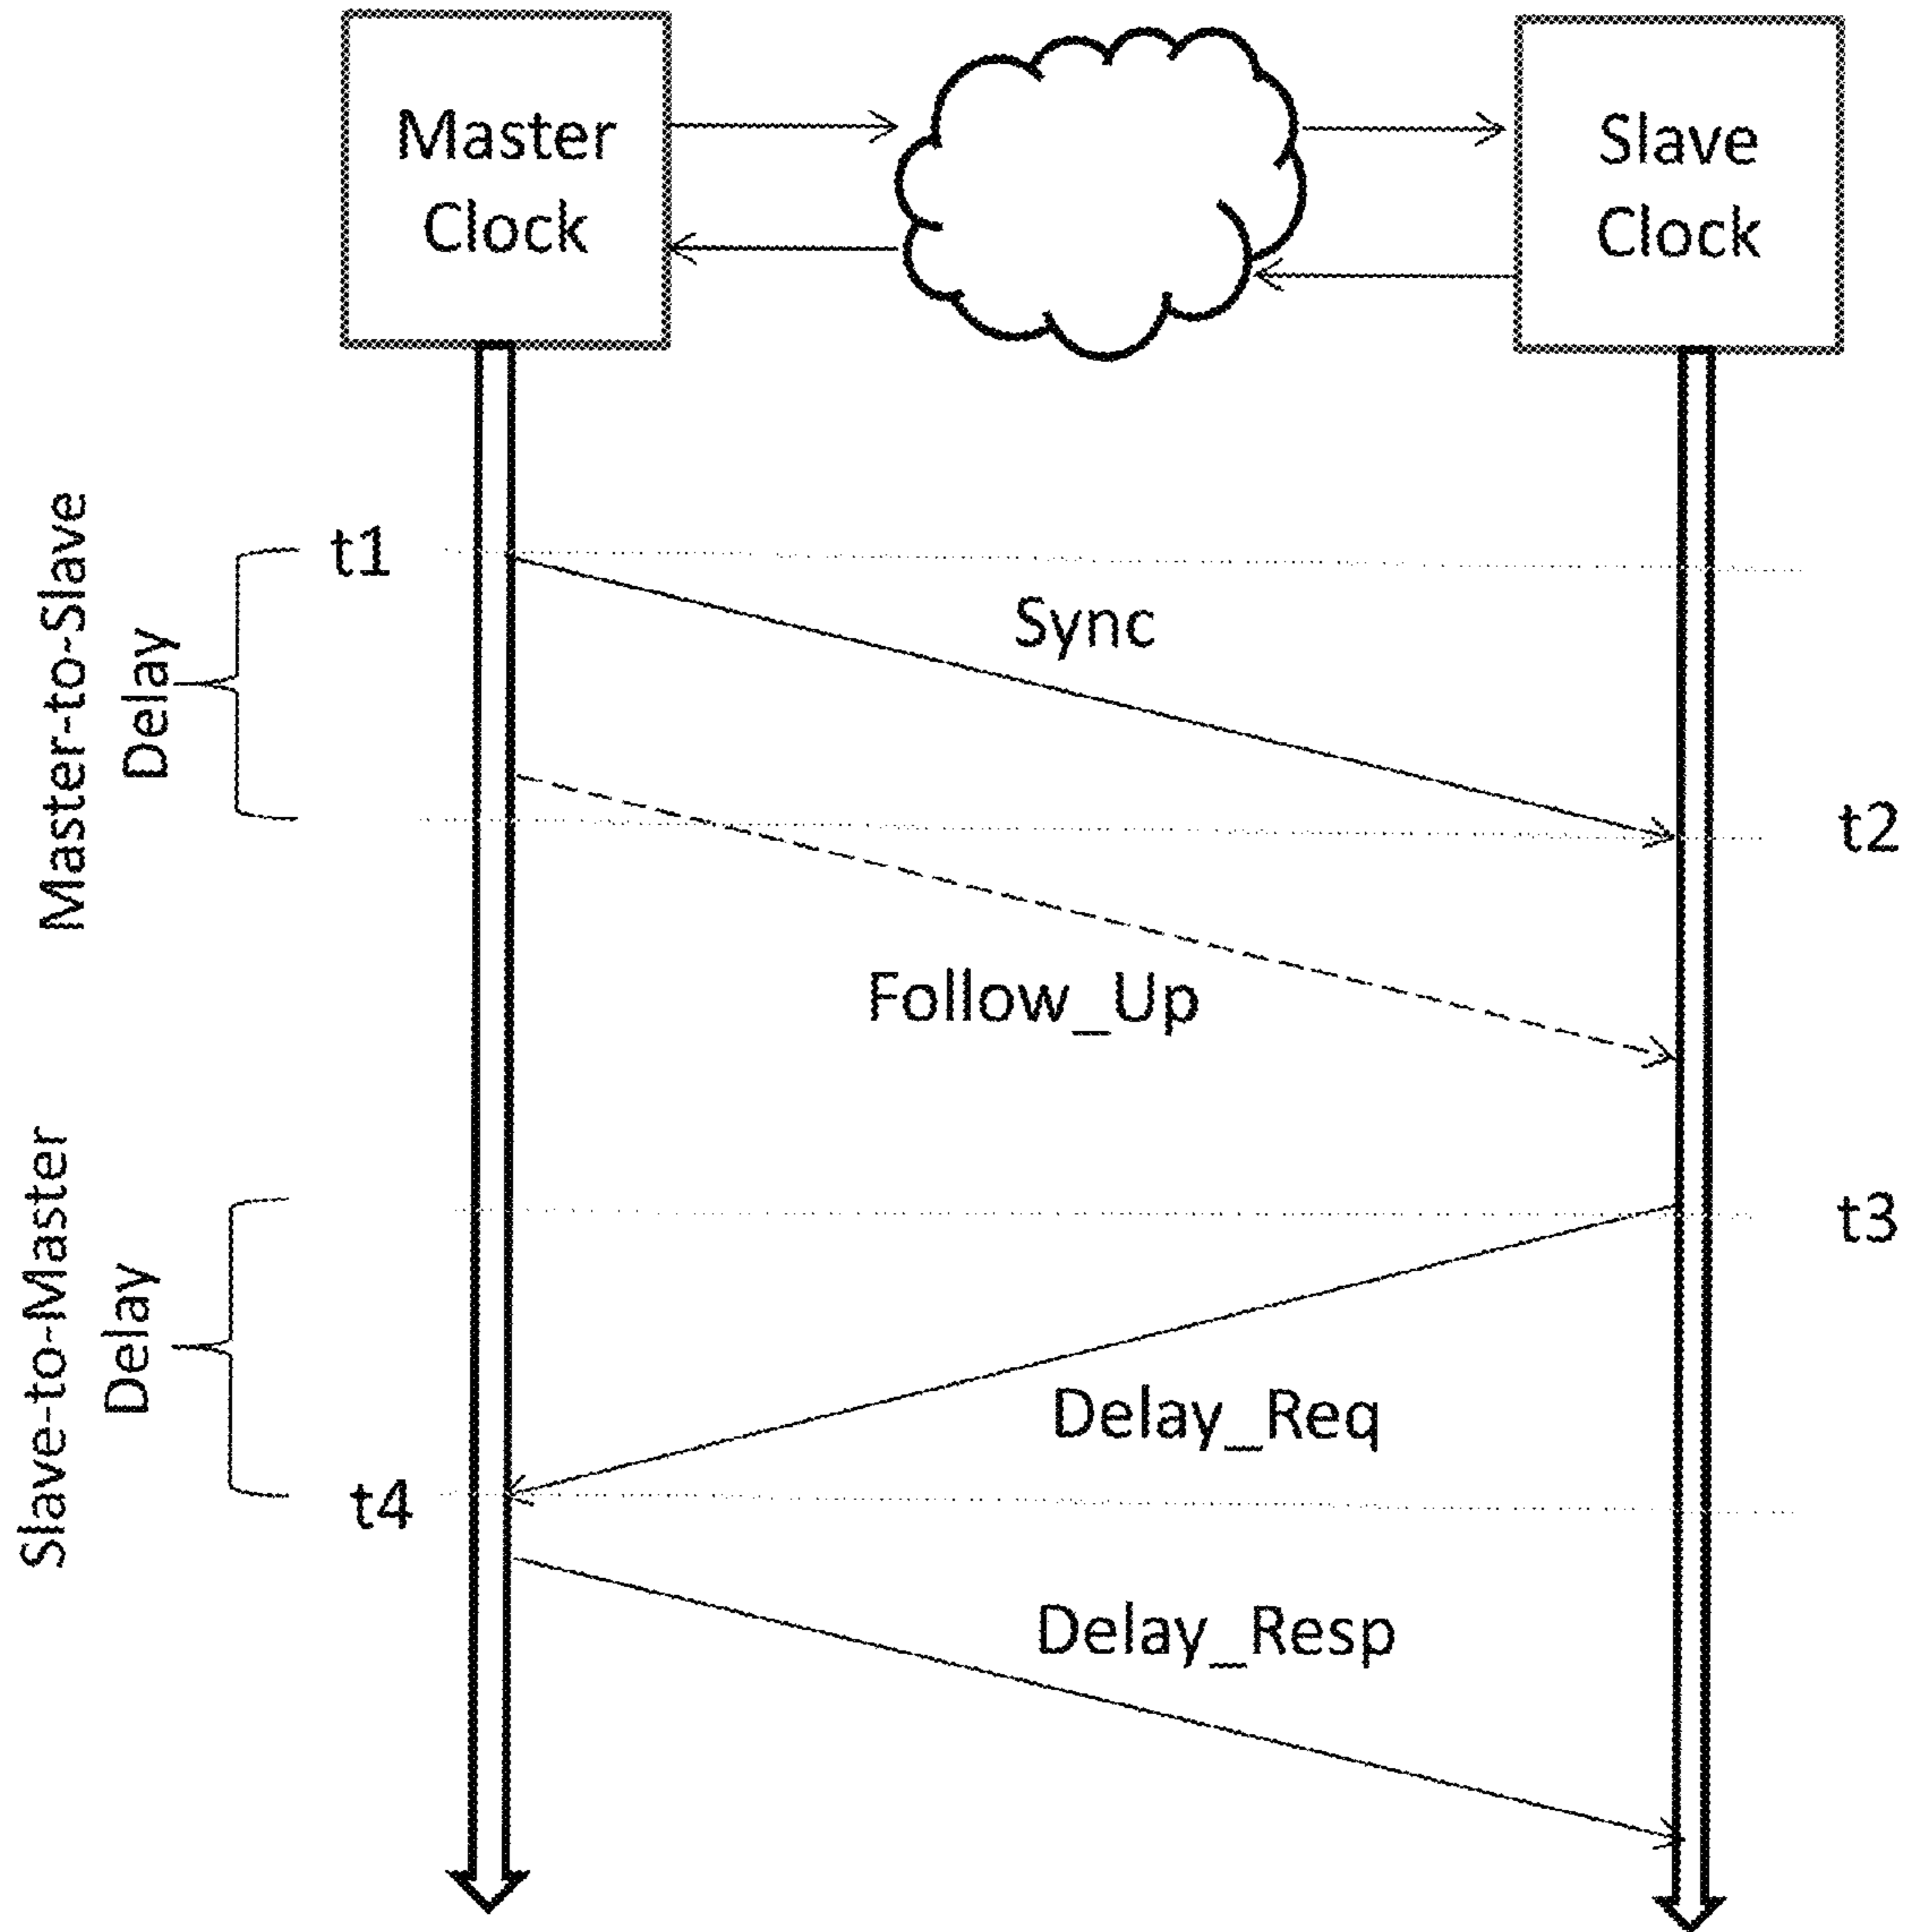 Master
Clock
Slave
Clock
Master-to-Slave
Delay
t1
Sync
t2
Follow_Up
Slave-to-Master
Delay
t3
Delay_Req
t4
Delay_Resp